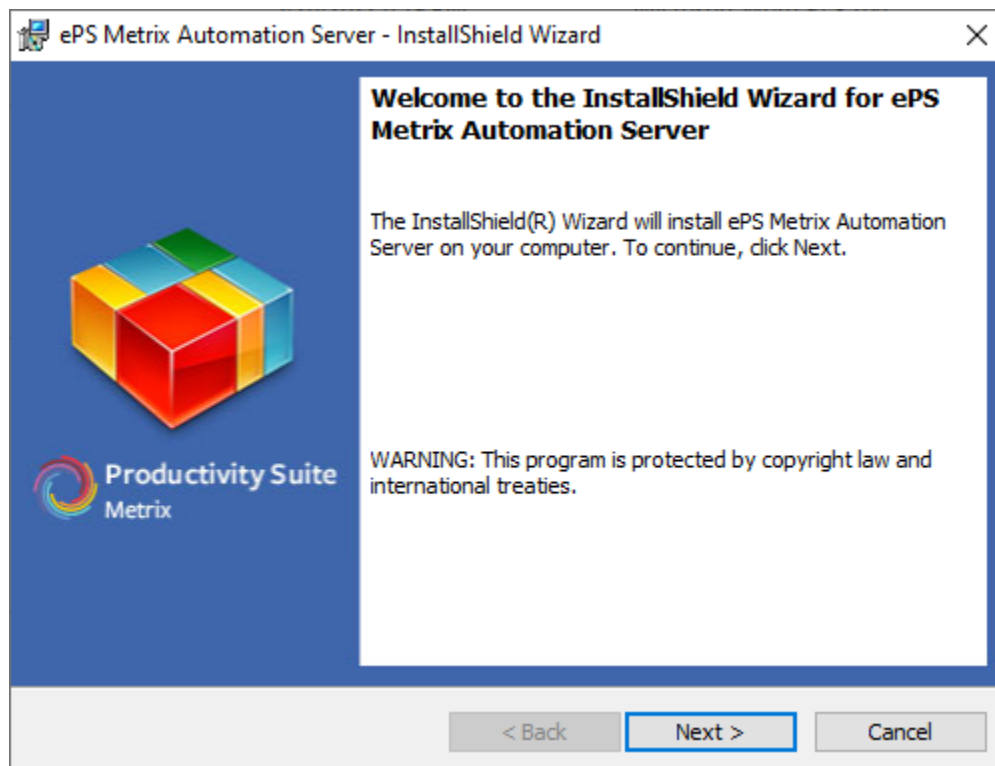 ePS Metrix Automation Server - InstallShield Wizard
Welcome to the InstallShield Wizard for ePS
Metrix Automation Server
The InstallShield(R) Wizard will install ePS Metrix Automation
Server on your computer. To continue, click Next.
Productivity Suite
Metrix
WARNING: This program is protected by copyright law and
international treaties.
< Back
Next >
Cancel